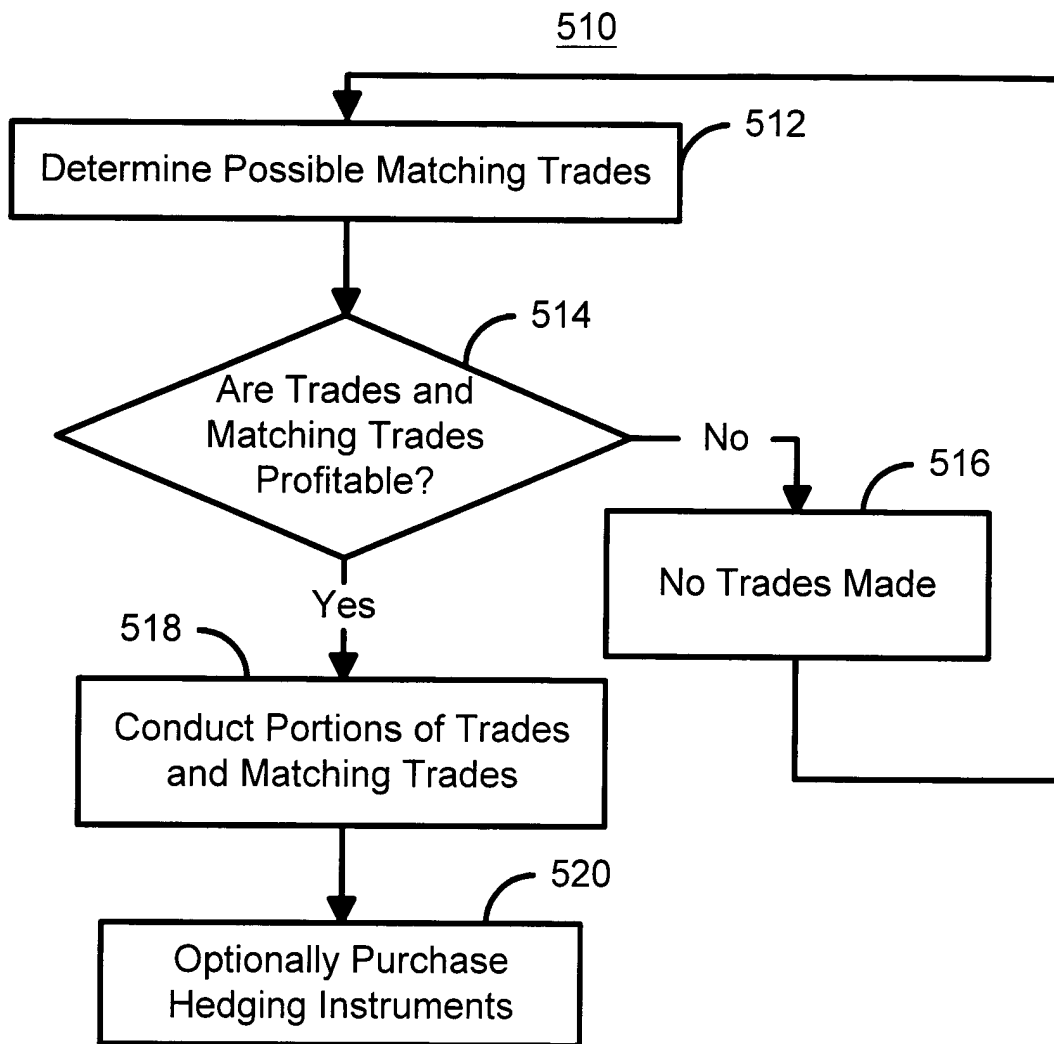 510
512
Determine Possible Matching Trades
514
Are Trades and
Matching Trades
Profitable?
No
516
No Trades Made
Yes
518
Conduct Portions of Trades
and Matching Trades
520
Optionally Purchase
Hedging Instruments